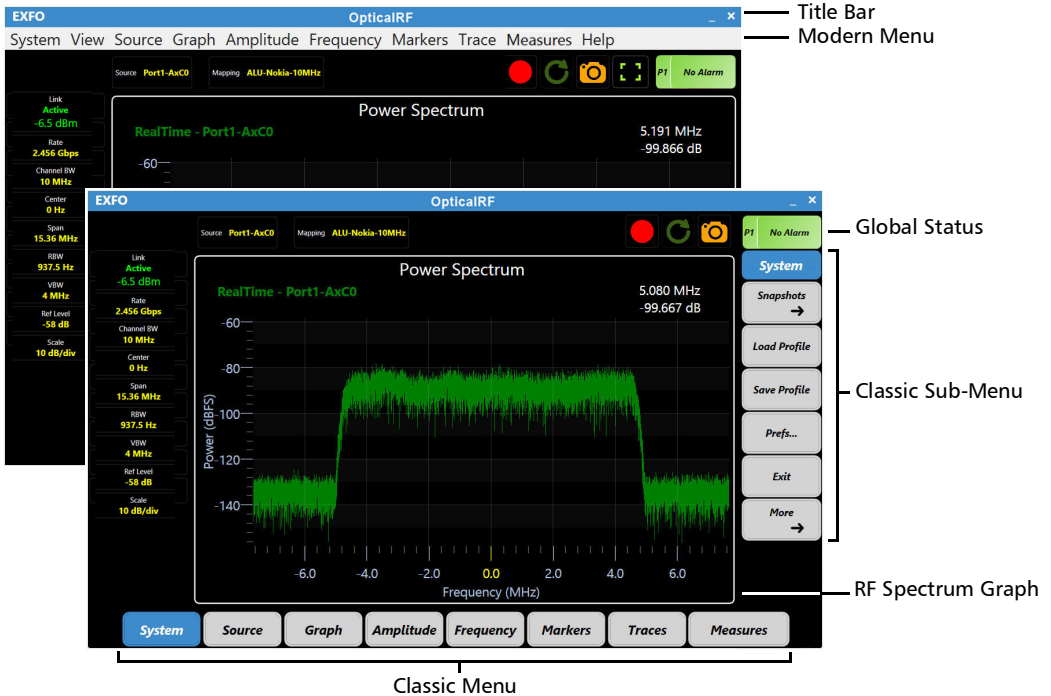 EXFO OpticalRF _ ×
Title Bar
System View Source Graph Amplitude Frequency Markers Trace Measures Help
Modern Menu
Source Port1-AxC0 Mapping ALU-Nokia-10MHz P1 No Alarm
Link
Active
-6.5 dBm
Rate
2.456 Gbps
Channel BW
10 MHz
Center
0 Hz
Span
15.36 MHz
RBW
937.5 Hz
VBW
4 MHz
Ref Level
-58 dB
Scale
10 dB/div
Power Spectrum
RealTime - Port1-AxC0
5.191 MHz
-99.866 dB
-60
EXFO OpticalRF _ ×
Source Port1-AxC0 Mapping ALU-Nokia-10MHz P1 No Alarm
Global Status
Link
Active
-6.5 dBm
Rate
2.456 Gbps
Channel BW
10 MHz
Center
0 Hz
Span
15.36 MHz
RBW
937.5 Hz
VBW
4 MHz
Ref Level
-58 dB
Scale
10 dB/div
Power Spectrum
RealTime - Port1-AxC0
5.080 MHz
-99.667 dB
Power (dBFS)
-60
-80
-100
-120
-140
-6.0 -4.0 -2.0 0.0 2.0 4.0 6.0
Frequency (MHz)
System
Snapshots
→
Load Profile
Save Profile
Prefs...
Exit
More
→
Classic Sub-Menu
RF Spectrum Graph
System Source Graph Amplitude Frequency Markers Traces Measures
Classic Menu